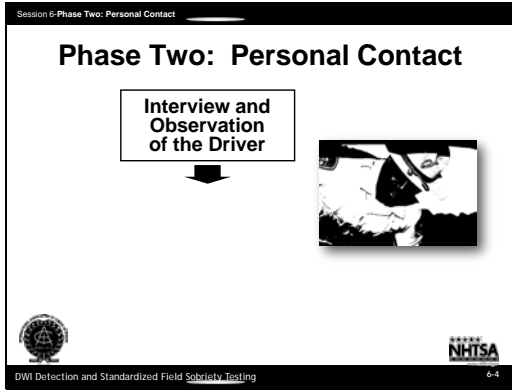 Session 6-Phase Two: Personal Contact
Phase Two: Personal Contact
Interview and
Observation
of the Driver
NHTSA
DWI Detection and Standardized Field Sobriety Testing
6-4